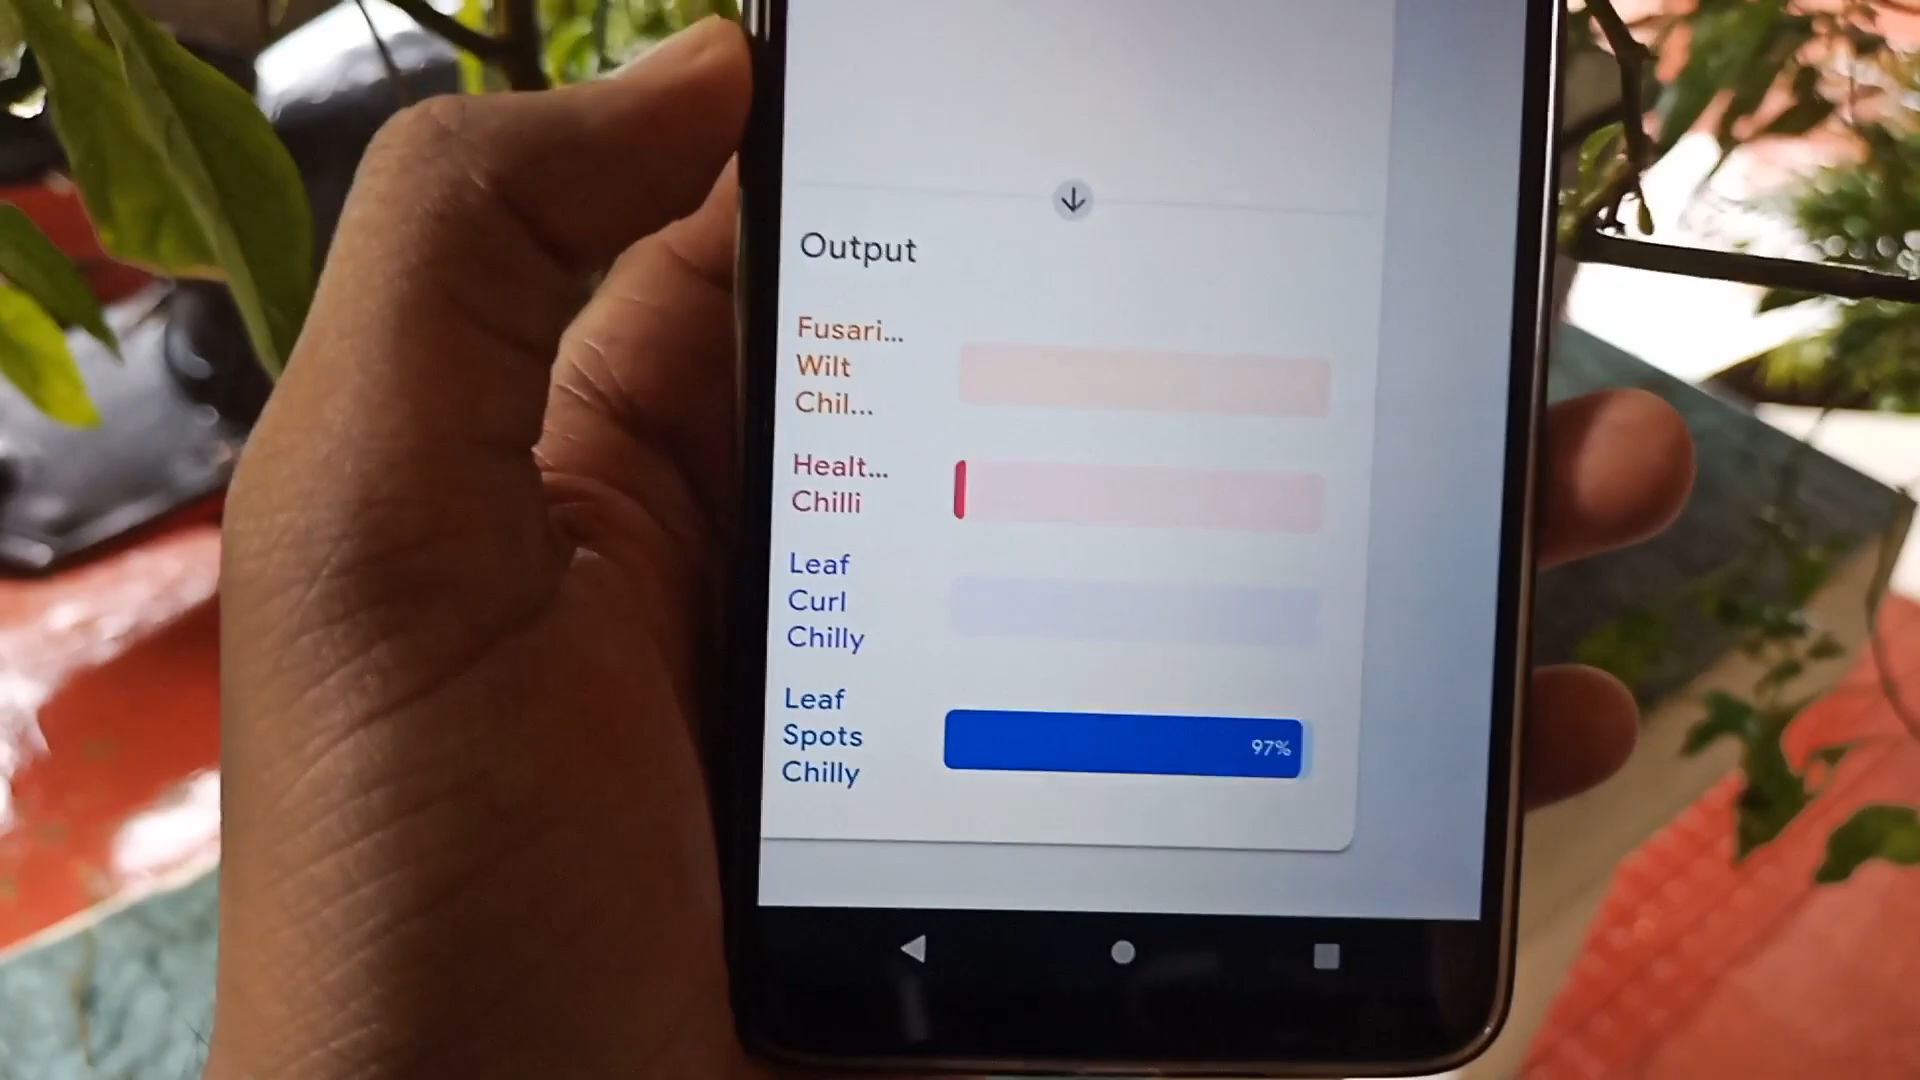 Output
Fusari...
Wilt
Chil...
Healt...
Chilli
Leaf
Curl
Chilly
Leaf
Spots
Chilly
97%